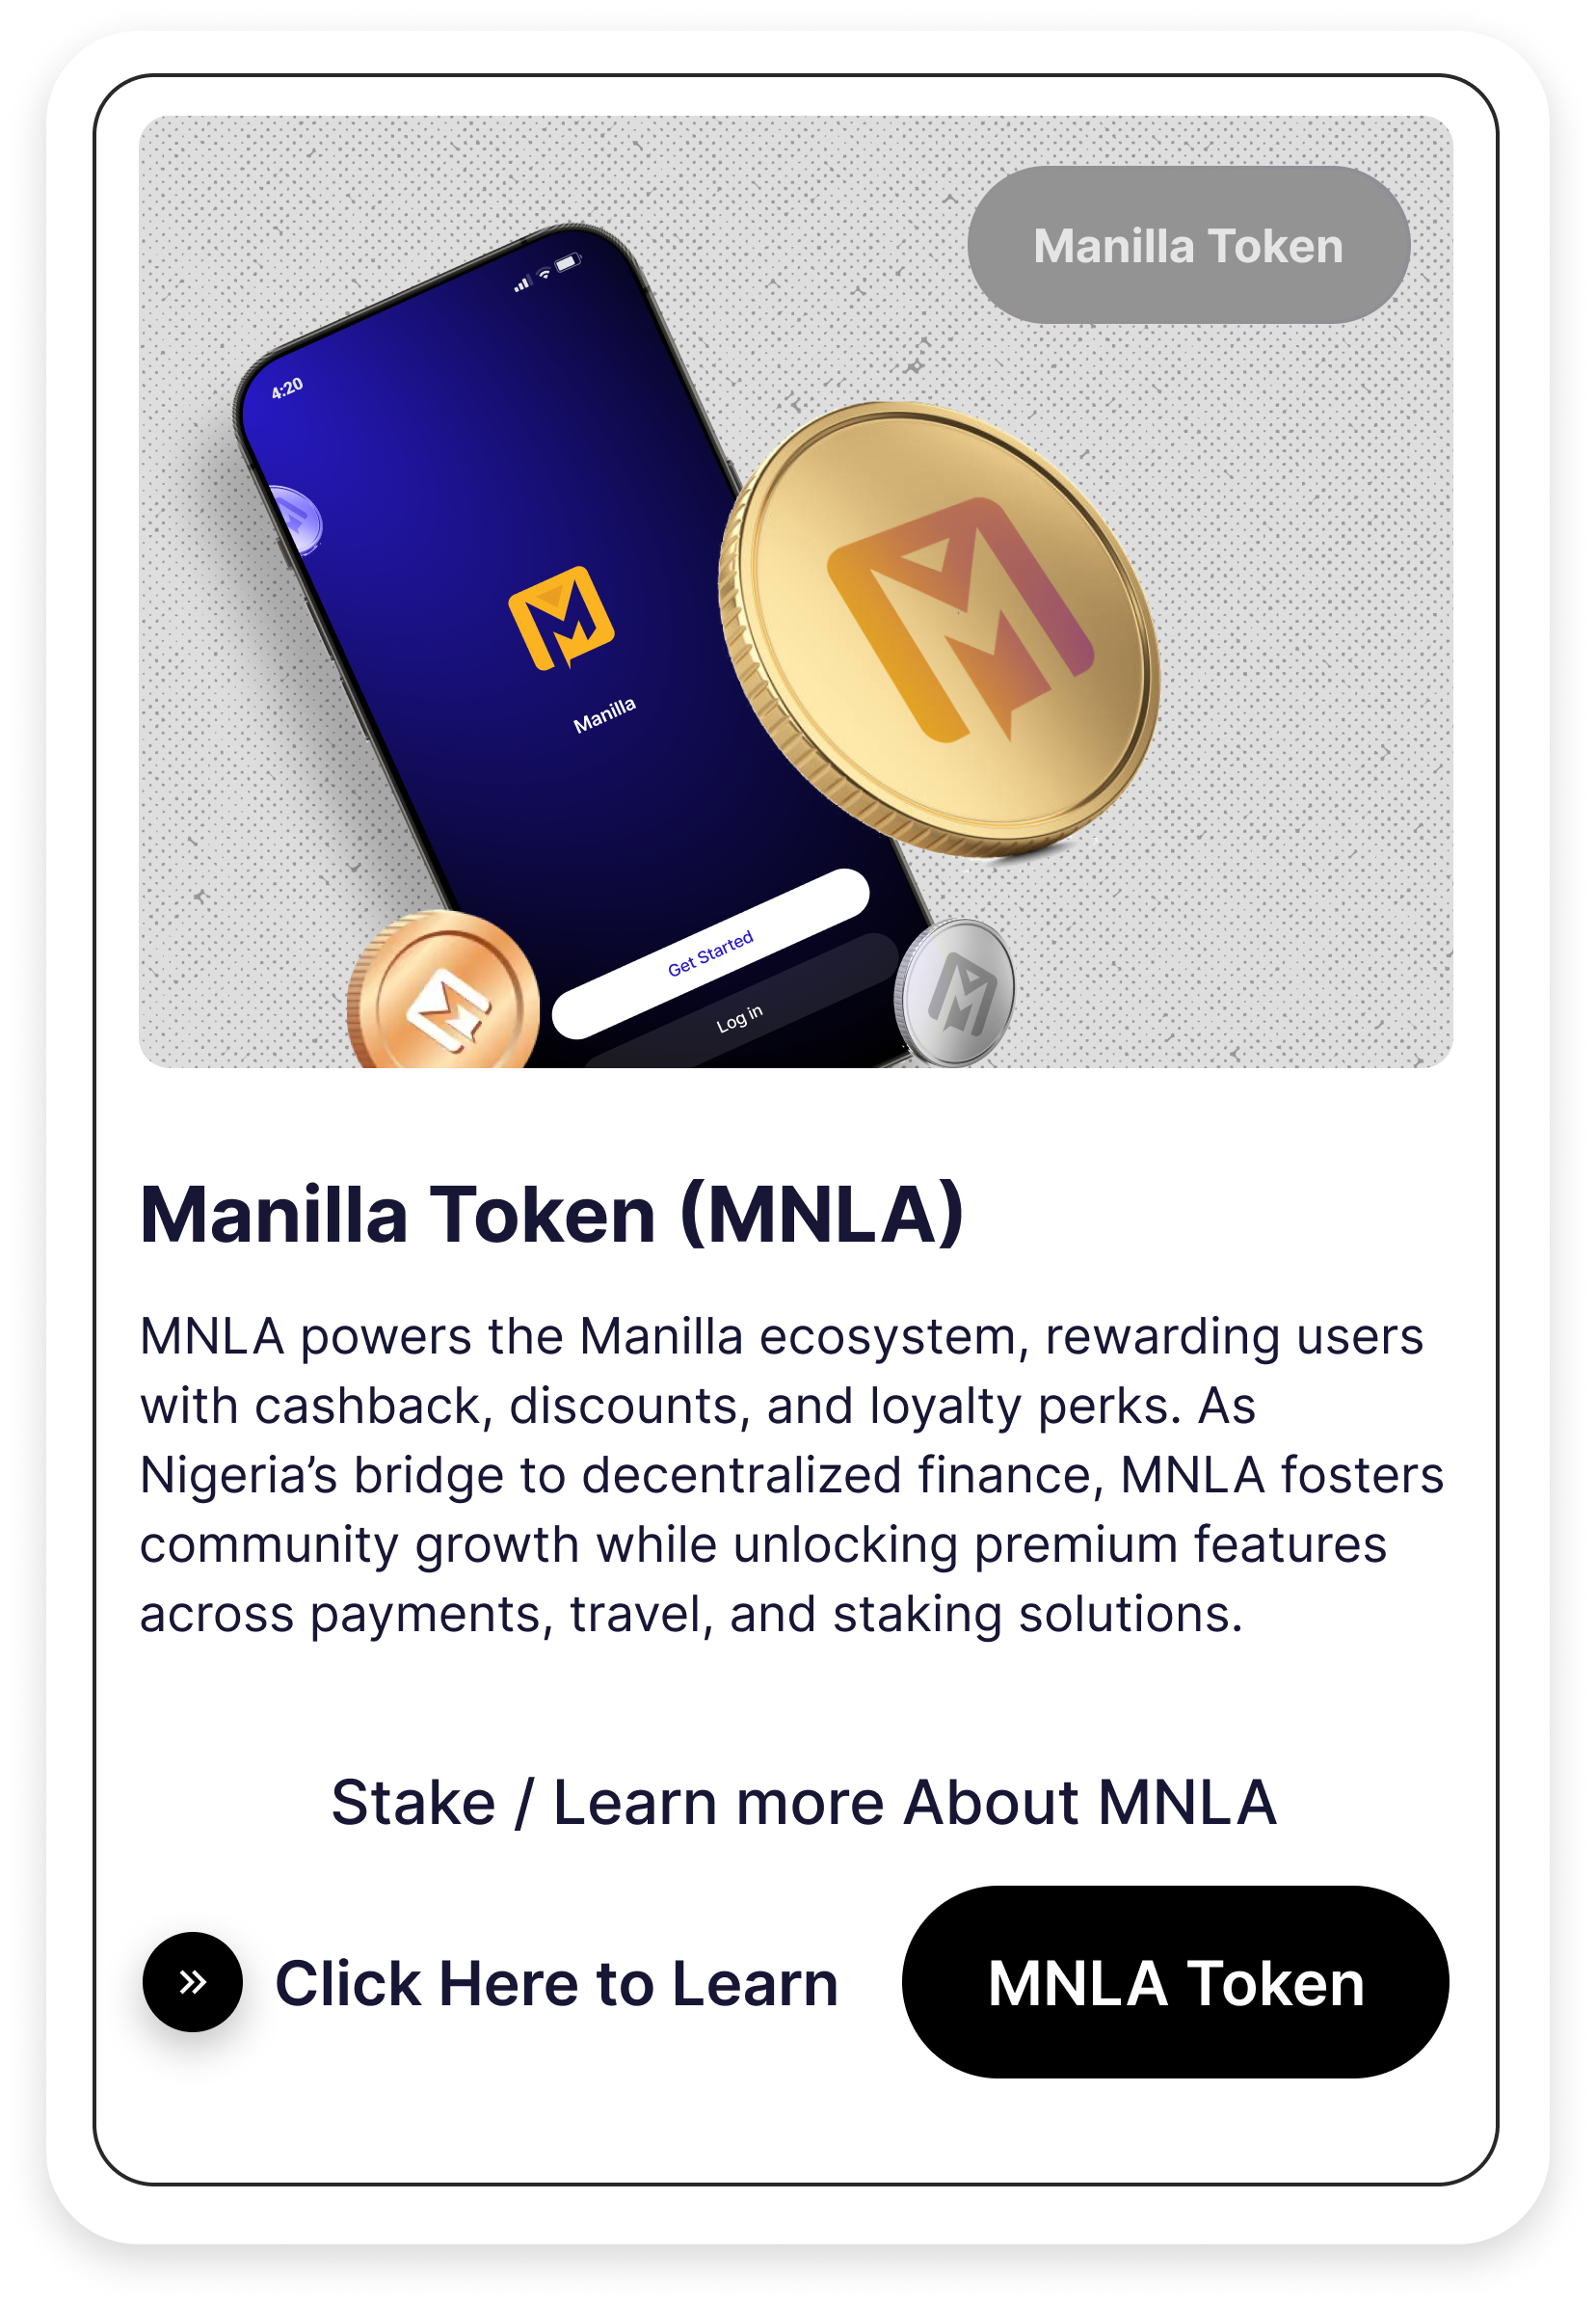 Manilla Token
4:20
Manilla
Get Started
Log in
Manilla Token (MNLA)
MNLA powers the Manilla ecosystem, rewarding users
with cashback, discounts, and loyalty perks. As
Nigeria’s bridge to decentralized finance, MNLA fosters
community growth while unlocking premium features
across payments, travel, and staking solutions.
Stake / Learn more About MNLA
Click Here to Learn
MNLA Token